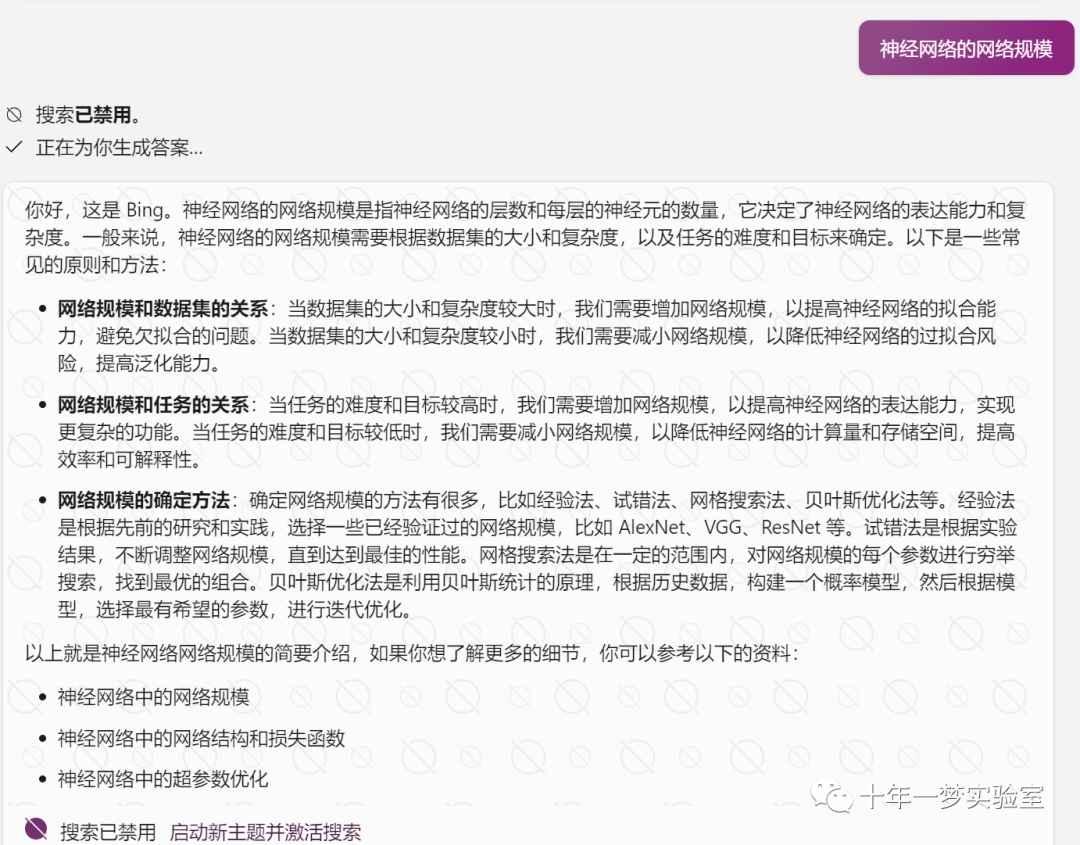 神经网络的网络规模
搜索已禁用。
正在为你生成答案...
你好，这是 Bing。神经网络的网络规模是指神经网络的层数和每层的神经元的数量，它决定了神经网络的表达能力和复
杂度。一般来说，神经网络的网络规模需要根据数据集的大小和复杂度，以及任务的难度和目标来确定。以下是一些常
见的原则和方法：
• 网络规模和数据集的关系：当数据集的大小和复杂度较大时，我们需要增加网络规模，以提高神经网络的拟合能
力，避免欠拟合的问题。当数据集的大小和复杂度较小时，我们需要减小网络规模，以降低神经网络的过拟合风
险，提高泛化能力。
• 网络规模和任务的关系：当任务的难度和目标较高时，我们需要增加网络规模，以提高神经网络的表达能力，实现
更复杂的功能。当任务的难度和目标较低时，我们需要减小网络规模，以降低神经网络的计算量和存储空间，提高
效率和可解释性。
• 网络规模的确定方法：确定网络规模的方法有很多，比如经验法、试错法、网格搜索法、贝叶斯优化法等。经验法
是根据先前的研究和实践，选择一些已经验证过的网络规模，比如 AlexNet、VGG、ResNet 等。试错法是根据实验
结果，不断调整网络规模，直到达到最佳的性能。网格搜索法是在一定的范围内，对网络规模的每个参数进行穷举
搜索，找到最优的组合。贝叶斯优化法是利用贝叶斯统计的原理，根据历史数据，构建一个概率模型，然后根据模
型，选择最有希望的参数，进行迭代优化。
以上就是神经网络网络规模的简要介绍，如果你想了解更多的细节，你可以参考以下的资料：
• 神经网络中的网络规模
• 神经网络中的网络结构和损失函数
• 神经网络中的超参数优化
十年一梦实验室
搜索已禁用 启动新主题并激活搜索